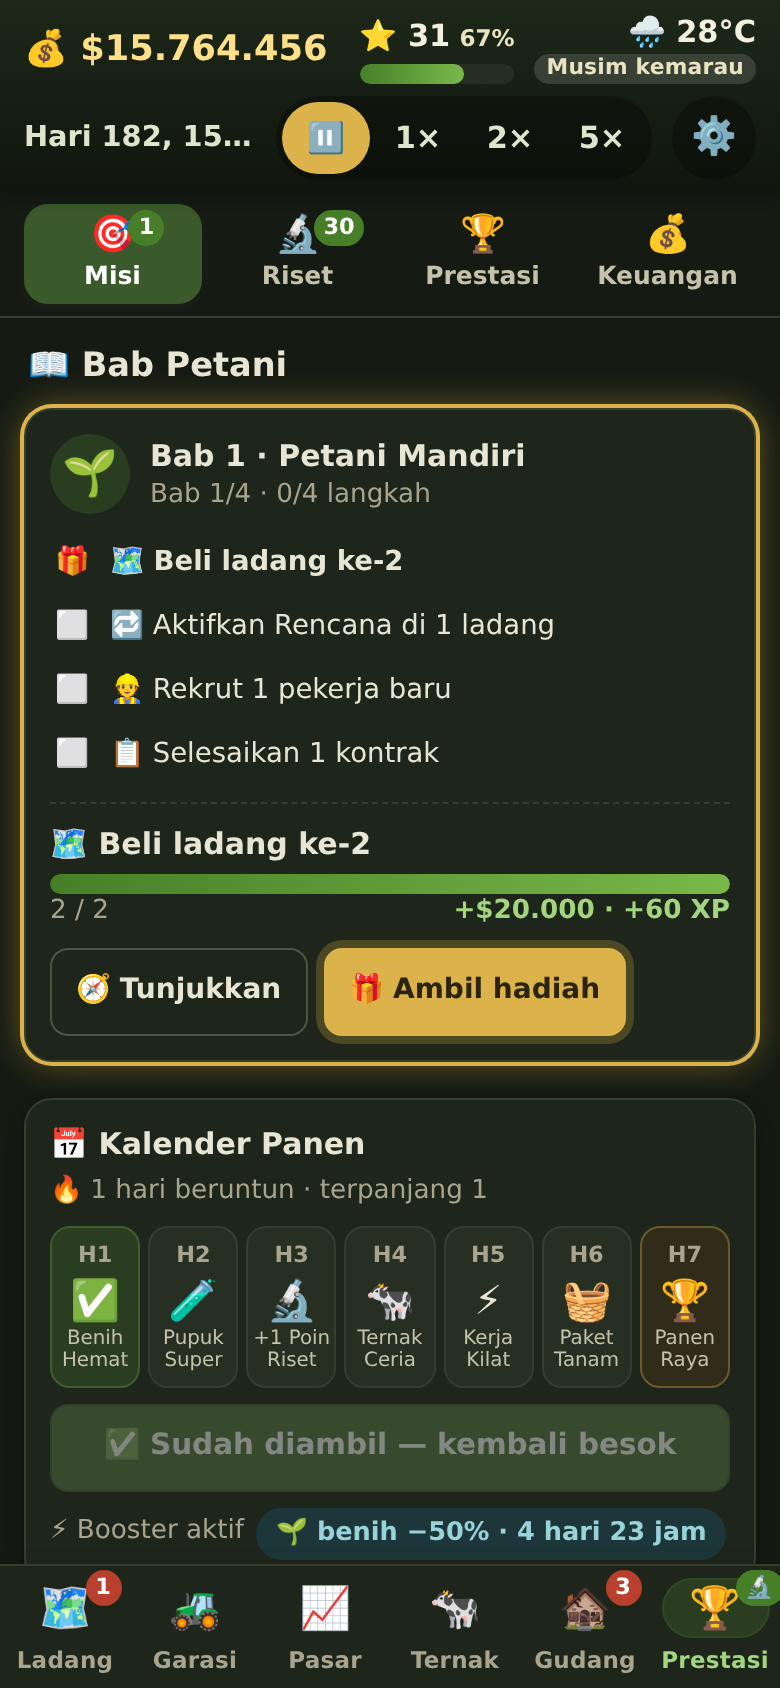 $15.764.456
31 67%
28°C
Musim kemarau
Hari 182, 15…
1×
2×
5×
1
Misi
30
Riset
Prestasi
Keuangan
Bab Petani
Bab 1 · Petani Mandiri
Bab 1/4 · 0/4 langkah
Beli ladang ke-2
Aktifkan Rencana di 1 ladang
Rekrut 1 pekerja baru
Selesaikan 1 kontrak
Beli ladang ke-2
2 / 2
+$20.000 · +60 XP
Tunjukkan
Ambil hadiah
July
17
Kalender Panen
1 hari beruntun · terpanjang 1
H1
Benih
Hemat
H2
Pupuk
Super
H3
+1 Poin
Riset
H4
Ternak
Ceria
H5
Kerja
Kilat
H6
Paket
Tanam
H7
Panen
Raya
Sudah diambil — kembali besok
Booster aktif
benih −50% · 4 hari 23 jam
1
Ladang
Garasi
Pasar
Ternak
3
Gudang
Prestasi